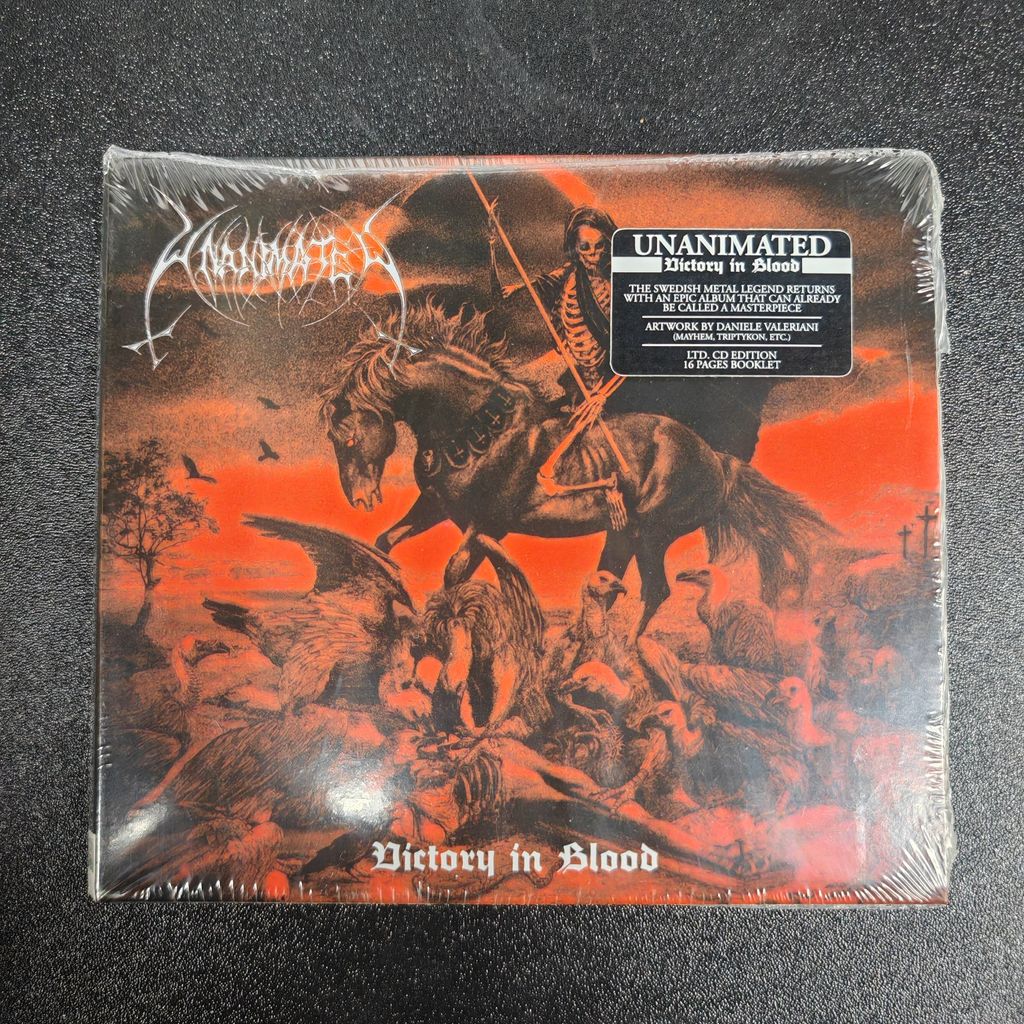 UNANIMATED
UNANIMATED
Victory in Blood
THE SWEDISH METAL LEGEND RETURNS
WITH AN EPIC ALBUM THAT CAN ALREADY
BE CALLED A MASTERPIECE
ARTWORK BY DANIELE VALERIANI
(MAYHEM, TRIPTYKON, ETC.)
LTD. CD EDITION
16 PAGES BOOKLET
Victory in Blood